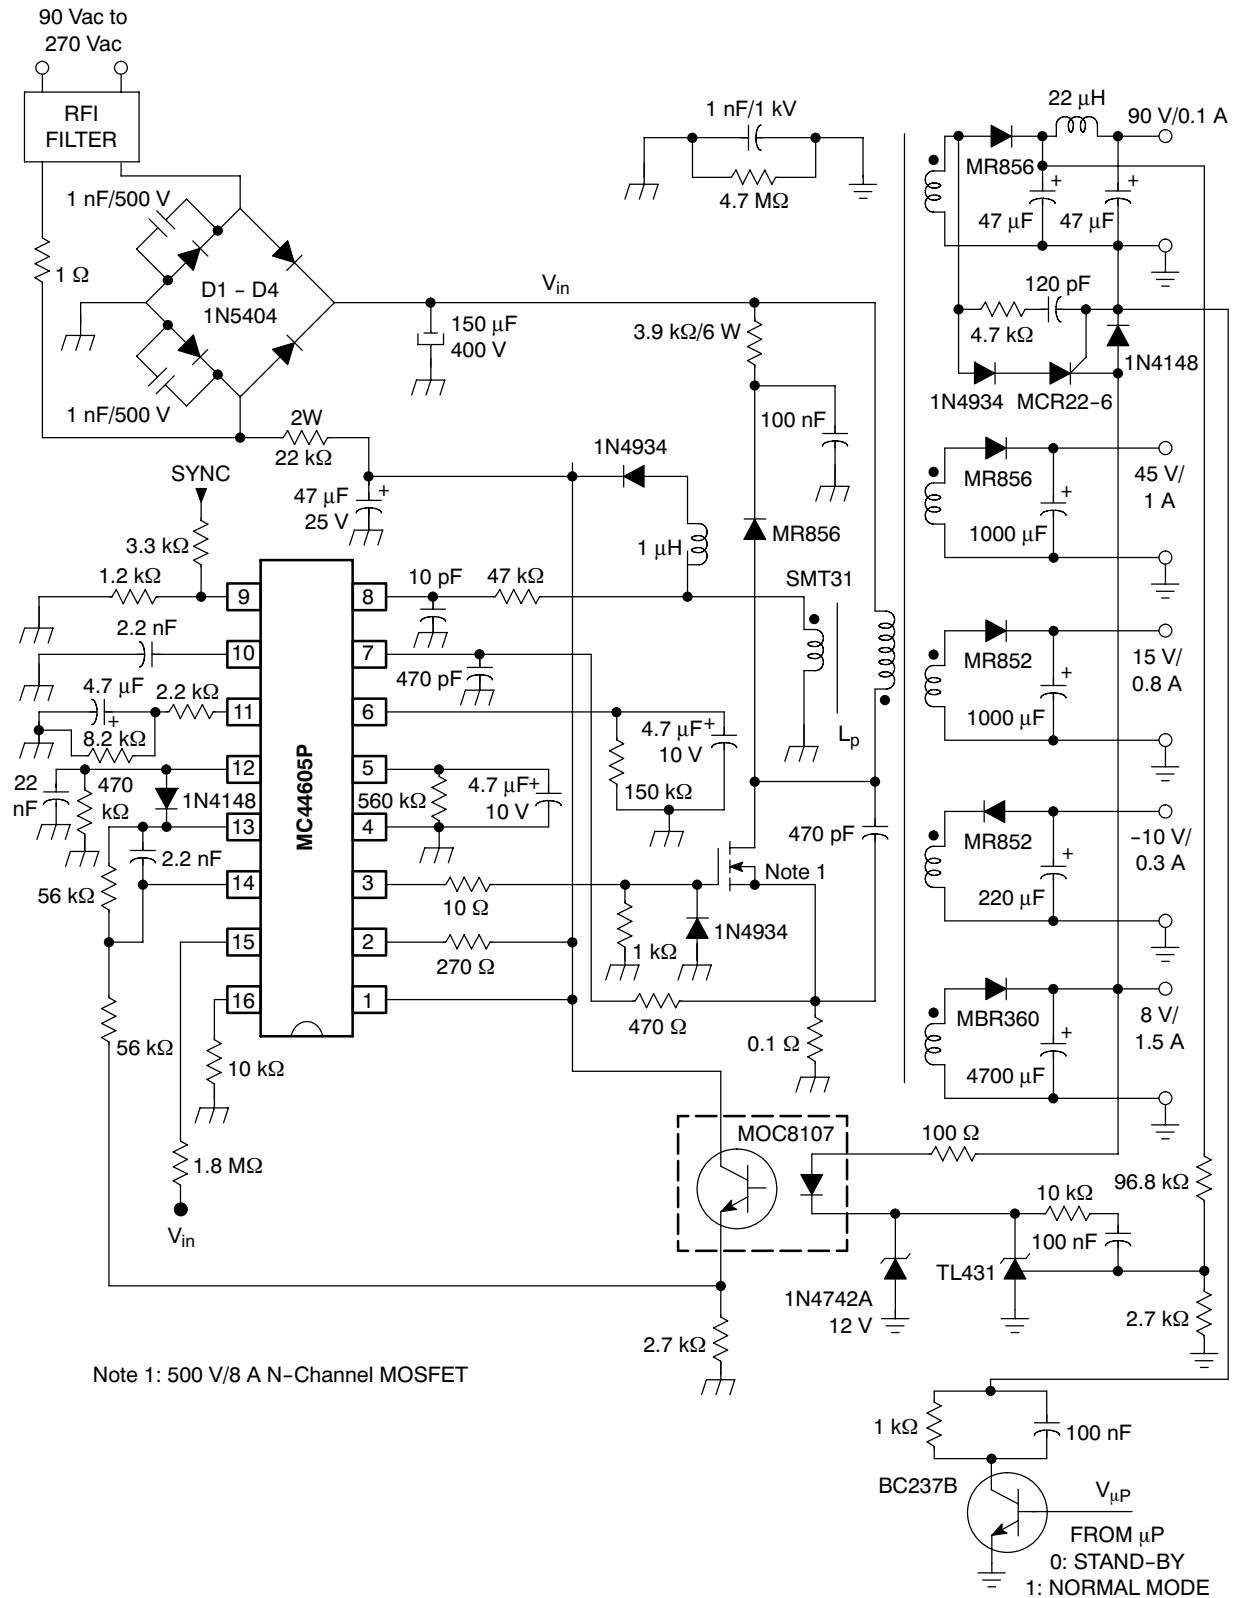 90 Vac to
270 Vac
RFI
FILTER
1 nF/500 V
1 Ω
D1 – D4
1N5404
1 nF/500 V
1 nF/1 kV
4.7 MΩ
22 µH
90 V/0.1 A
MR856
+
+
47 µF
47 µF
Vin
150 µF
400 V
3.9 kΩ/6 W
120 pF
4.7 kΩ
1N4148
1N4934
MCR22–6
100 nF
2W
22 kΩ
1N4934
SYNC
47 µF
25 V
+
MR856
45 V/
1 A
+
1000 µF
3.3 kΩ
1 µH
MR856
1.2 kΩ
10 pF
47 kΩ
SMT31
9
8
2.2 nF
10
7
470 pF
MR852
15 V/
0.8 A
+
1000 µF
4.7 µF
+
2.2 kΩ
8.2 kΩ
11
6
4.7 µF
+
10 V
150 kΩ
Lp
22
nF
470
kΩ
1N4148
12
5
560 kΩ
4.7 µF
+
10 V
MC44605P
13
4
2.2 nF
470 pF
MR852
–10 V/
0.3 A
+
220 µF
56 kΩ
14
3
10 Ω
Note 1
1 kΩ
1N4934
15
2
270 Ω
16
1
470 Ω
0.1 Ω
MBR360
8 V/
1.5 A
+
4700 µF
56 kΩ
10 kΩ
MOC8107
100 Ω
1.8 MΩ
Vin
96.8 kΩ
10 kΩ
100 nF
1N4742A
12 V
TL431
2.7 kΩ
2.7 kΩ
Note 1: 500 V/8 A N–Channel MOSFET
1 kΩ
100 nF
BC237B
VµP
FROM µP
0: STAND–BY
1: NORMAL MODE